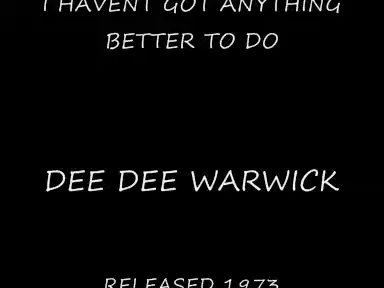 I HAVENT GOT ANYTHING
BETTER TO DO
DEE DEE WARWICK
RELEASED 1973